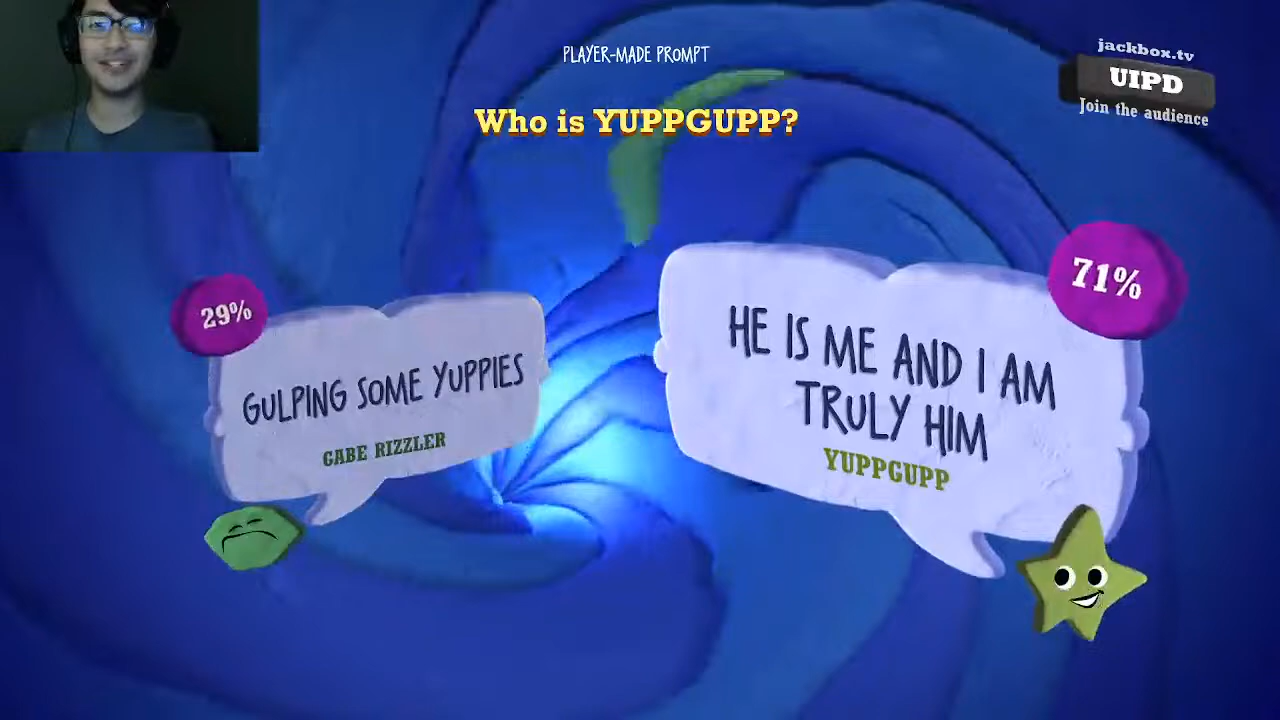 PLAYER-MADE PROMPT
Who is YUPPGUPP?
jackbox.tv
UIPD
Join the audience
29%
GULPING SOME YUPPIES
GABE RIZZLER
71%
HE IS ME AND I AM
TRULY HIM
YUPPGUPP